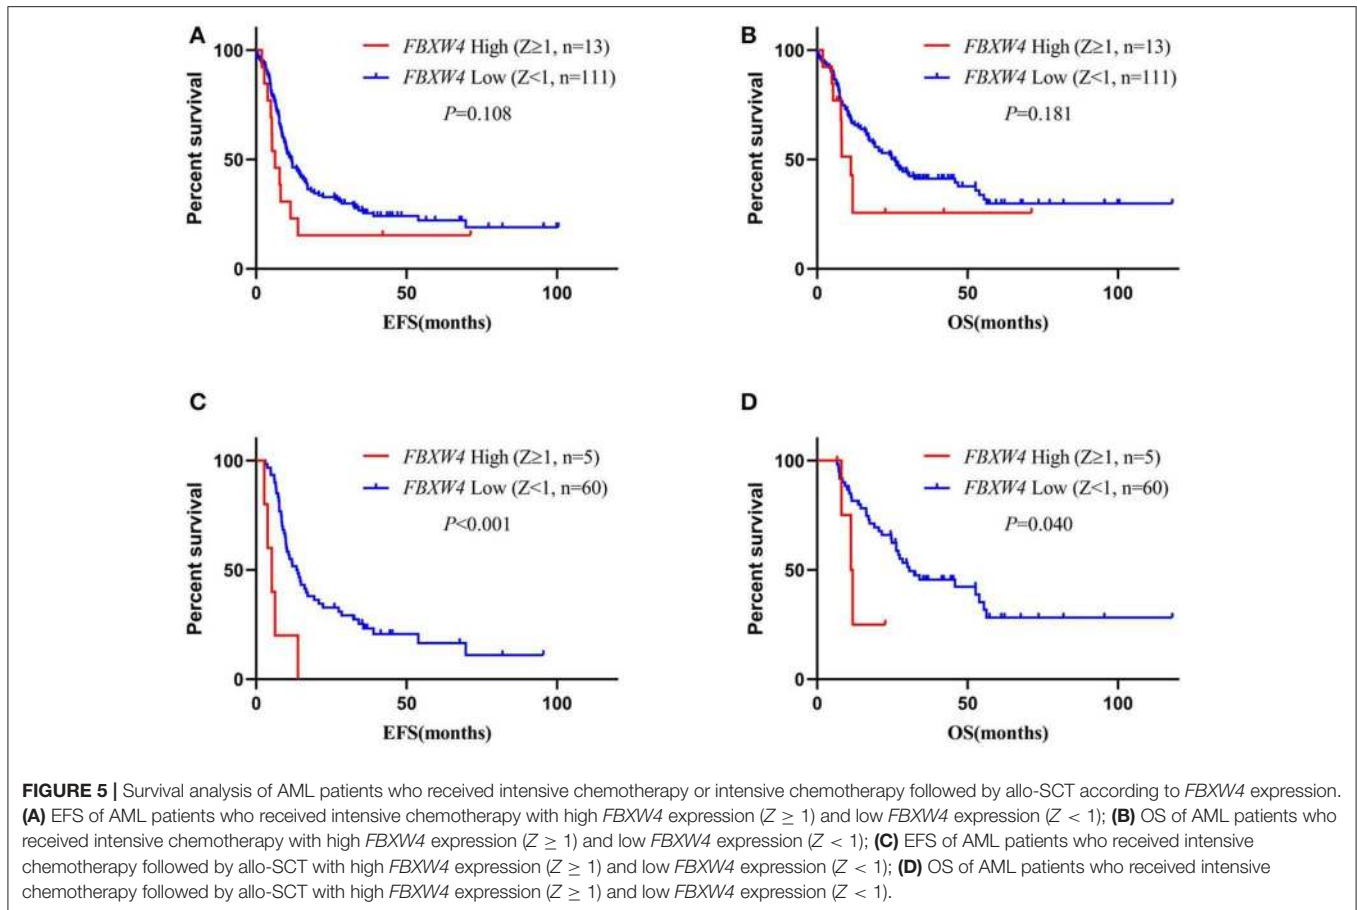 A
FBXW4 High (Z≥1, n=13)
FBXW4 Low (Z<1, n=111)
P=0.108
Percent survival
100
50
0
0 50 100
EFS(months)
B
FBXW4 High (Z≥1, n=13)
FBXW4 Low (Z<1, n=111)
P=0.181
Percent survival
100
50
0
0 50 100
OS(months)
C
FBXW4 High (Z≥1, n=5)
FBXW4 Low (Z<1, n=60)
P<0.001
Percent survival
100
50
0
0 50 100
EFS(months)
D
FBXW4 High (Z≥1, n=5)
FBXW4 Low (Z<1, n=60)
P=0.040
Percent survival
100
50
0
0 50 100
OS(months)
FIGURE 5 | Survival analysis of AML patients who received intensive chemotherapy or intensive chemotherapy followed by allo-SCT according to FBXW4 expression.
(A) EFS of AML patients who received intensive chemotherapy with high FBXW4 expression (Z ≥ 1) and low FBXW4 expression (Z < 1); (B) OS of AML patients who
received intensive chemotherapy with high FBXW4 expression (Z ≥ 1) and low FBXW4 expression (Z < 1); (C) EFS of AML patients who received intensive
chemotherapy followed by allo-SCT with high FBXW4 expression (Z ≥ 1) and low FBXW4 expression (Z < 1); (D) OS of AML patients who received intensive
chemotherapy followed by allo-SCT with high FBXW4 expression (Z ≥ 1) and low FBXW4 expression (Z < 1).